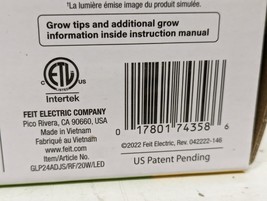 *La lumière émise image du produit simulée.
Grow tips and additional grow
information inside instruction manual
ETL
C US
Intertek
FEIT ELECTRIC COMPANY
Pico Rivera, CA 90660, USA
Made in Vietnam
Fabriqué au Vietnam
www.feit.com
Item/Article No.
GLP24ADJS/RF/20W/LED
0 17801 74358 6
©2022 Feit Electric, Rev. 042222-146
US Patent Pending